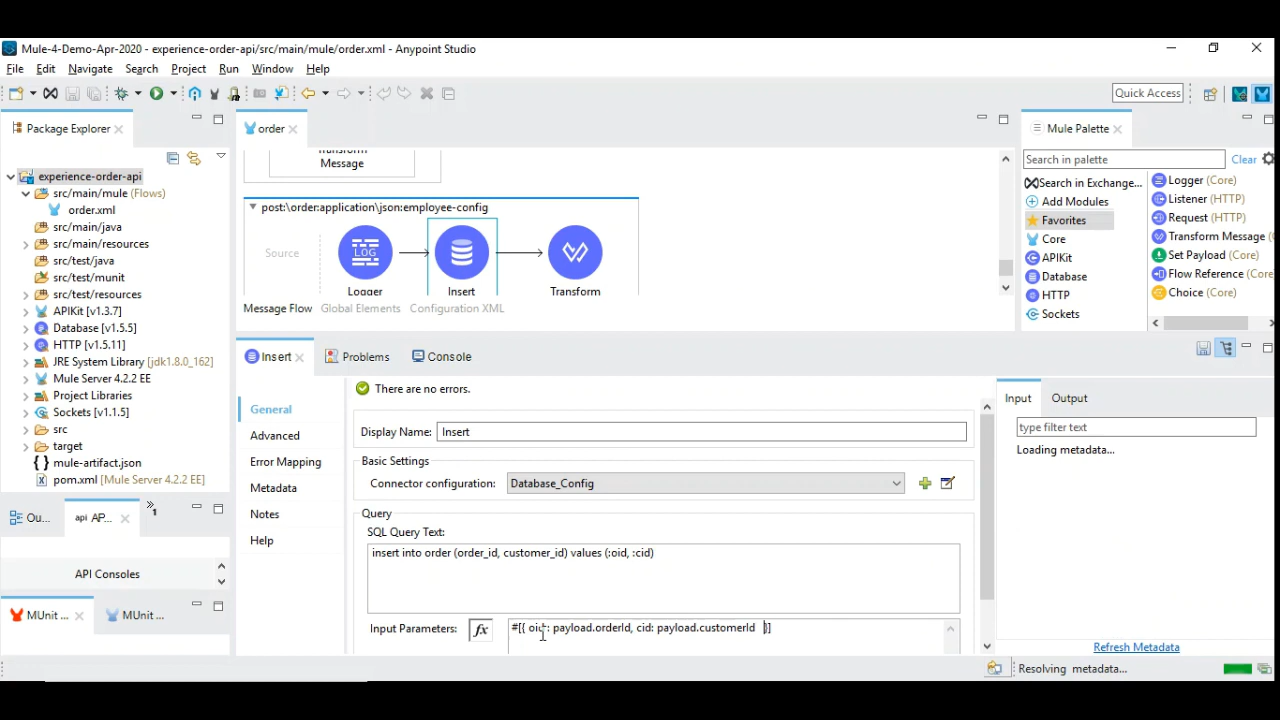 Mule-4-Demo-Apr-2020 - experience-order-api/src/main/mule/order.xml - Anypoint Studio
File Edit Navigate Search Project Run Window Help
Quick Access
Package Explorer
experience-order-api
src/main/mule (Flows)
order.xml
src/main/java
src/main/resources
src/test/java
src/test/munit
src/test/resources
APIKit [v1.3.7]
Database [v1.5.5]
HTTP [v1.5.11]
JRE System Library [jdk1.8.0_162]
Mule Server 4.2.2 EE
Project Libraries
Sockets [v1.1.5]
src
target
mule-artifact.json
pom.xml [Mule Server 4.2.2 EE]
Ou... api AP... 1
API Consoles
MUnit ... MUnit ...
order
Transform
Message
post:\order:application\json:employee-config
Source
LOG
Logger Insert Transform
Message Flow Global Elements Configuration XML
Mule Palette
Search in palette Clear
Search in Exchange...
Add Modules
Favorites
Core
APIKit
Database
HTTP
Sockets
Logger (Core)
Listener (HTTP)
Request (HTTP)
Transform Message (Core)
Set Payload (Core)
Flow Reference (Core)
Choice (Core)
Insert Problems Console
There are no errors.
General
Advanced
Error Mapping
Metadata
Notes
Help
Display Name: Insert
Basic Settings
Connector configuration: Database_Config
Query
SQL Query Text:
insert into order (order_id, customer_id) values (:oid, :cid)
Input Parameters: fx #[{ oid: payload.orderId, cid: payload.customerId }]
Input Output
type filter text
Loading metadata...
Refresh Metadata
Resolving metadata...